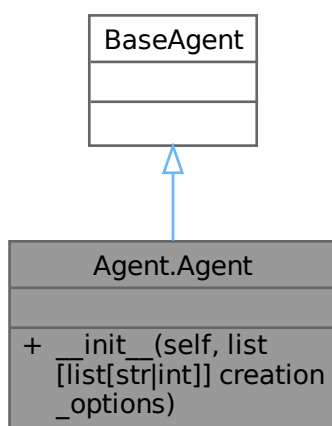 BaseAgent
Agent.Agent
+ __init__(self, list
[list[str|int]] creation
_options)